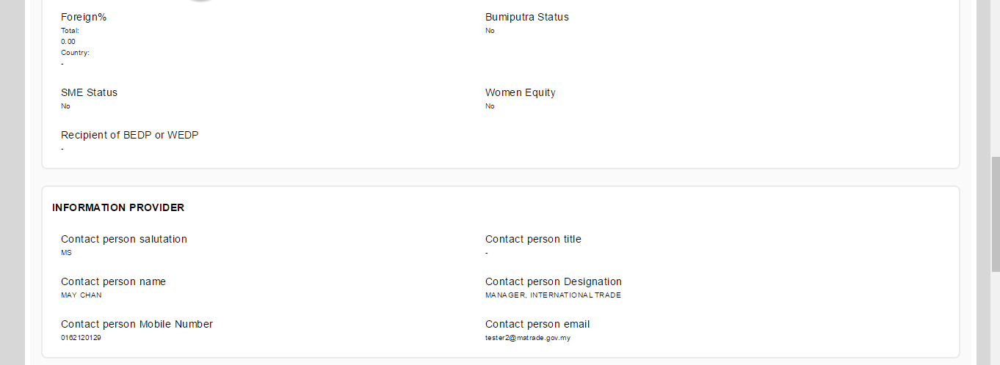 Foreign%
Total:
0.00
Country:
-
Bumiputra Status
No
SME Status
No
Women Equity
No
Recipient of BEDP or WEDP
-
INFORMATION PROVIDER
Contact person salutation
MS
Contact person title
-
Contact person name
MAY CHAN
Contact person Designation
MANAGER, INTERNATIONAL TRADE
Contact person Mobile Number
0162120129
Contact person email
tester2@matrade.gov.my